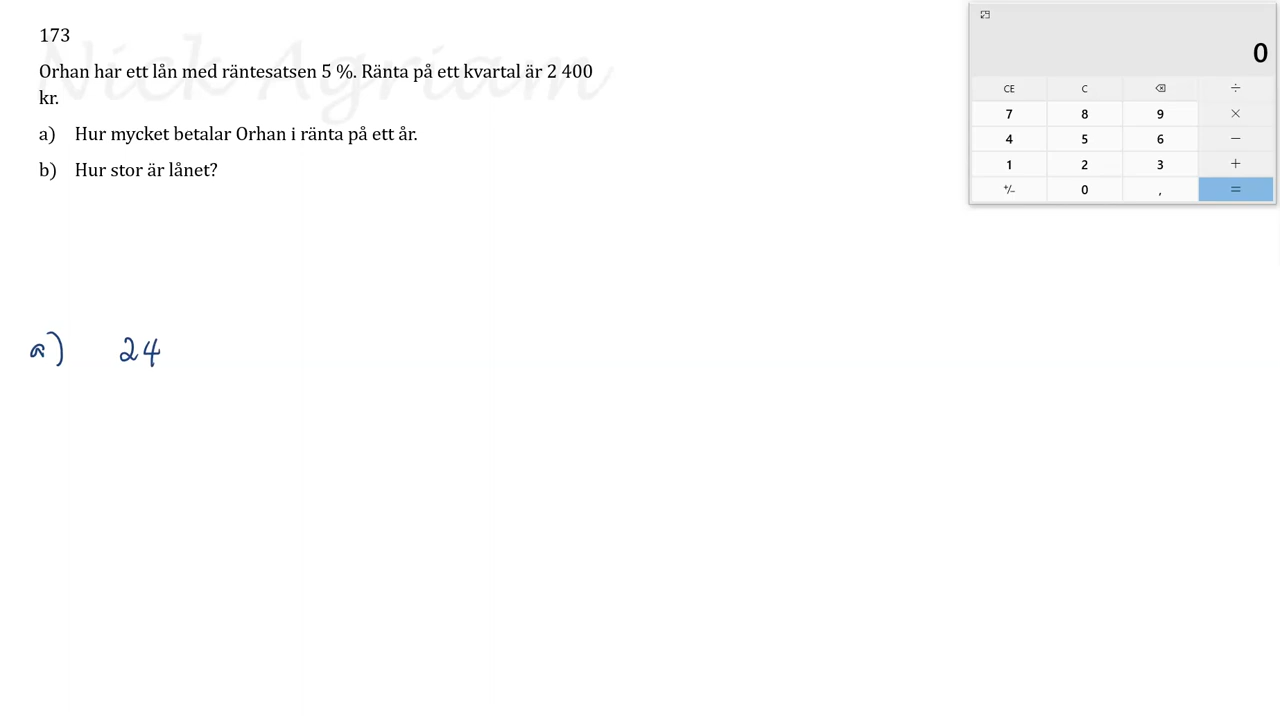 173
Orhan har ett lån med räntesatsen 5 %. Ränta på ett kvartal är 2 400
kr.
a) Hur mycket betalar Orhan i ränta på ett år.
b) Hur stor är lånet?
Nick Agriam
0
CE C ⌫ ÷
7 8 9 ×
4 5 6 −
1 2 3 +
+/− 0 , =
a) 24